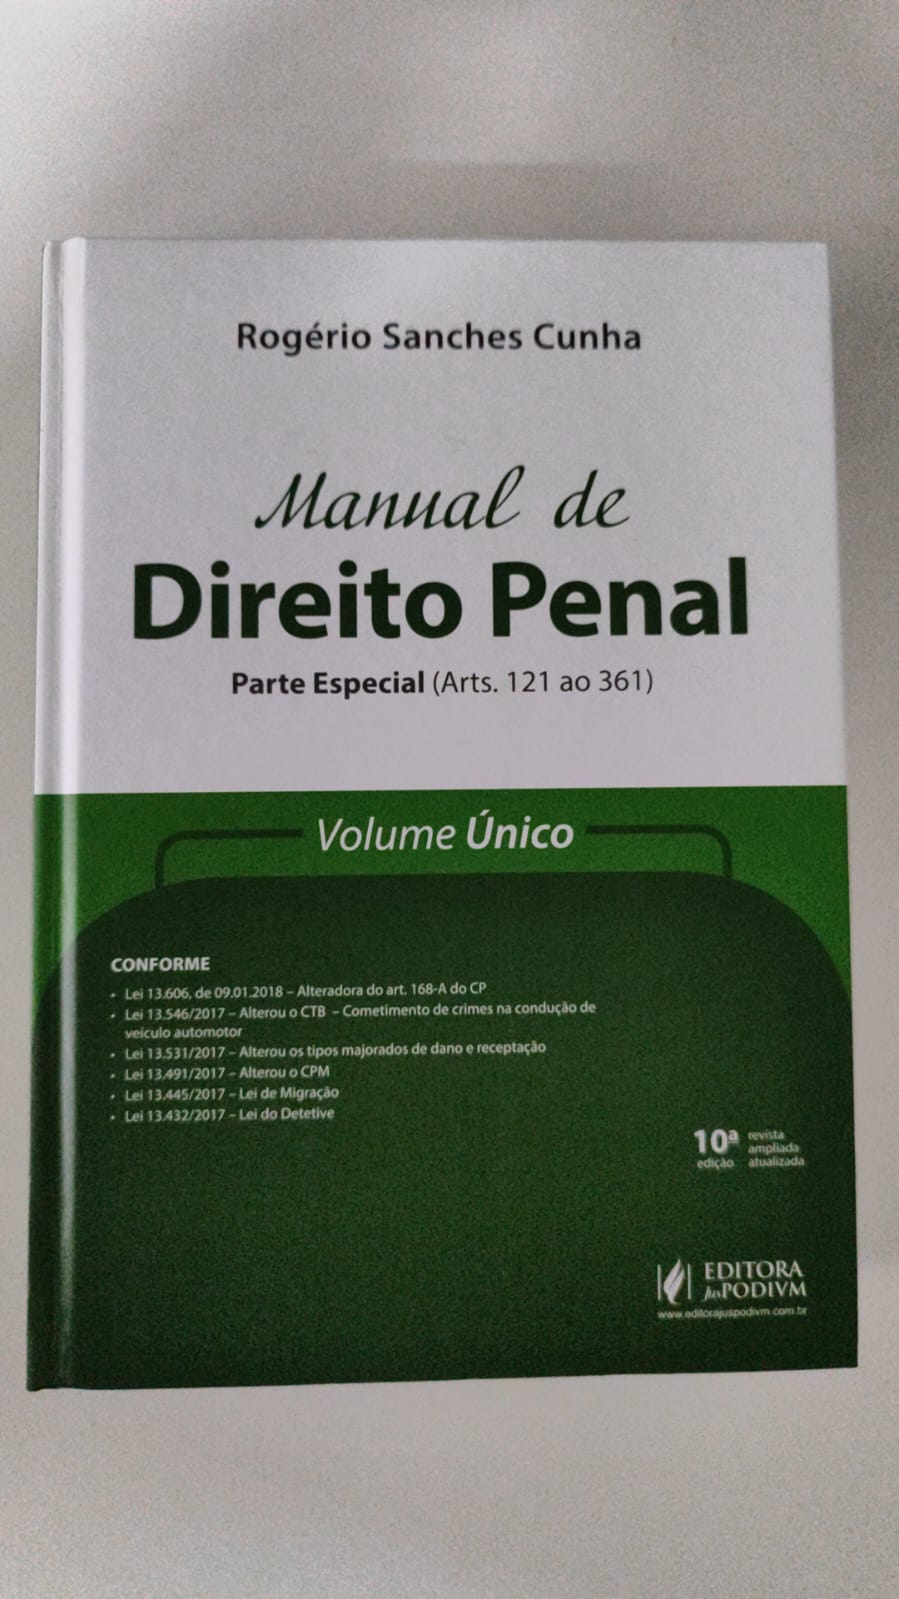 Rogério Sanches Cunha
Manual de
Direito Penal
Parte Especial (Arts. 121 ao 361)
Volume Único
CONFORME
• Lei 13.606, de 09.01.2018 – Alteradora do art. 168-A do CP
• Lei 13.546/2017 – Alterou o CTB – Cometimento de crimes na condução de
veículo automotor
• Lei 13.531/2017 – Alterou os tipos majorados de dano e receptação
• Lei 13.491/2017 – Alterou o CPM
• Lei 13.445/2017 – Lei de Migração
• Lei 13.432/2017 – Lei do Detetive
10ª
edição
revista
ampliada
atualizada
EDITORA
JusPODIVM
www.editorajuspodivm.com.br